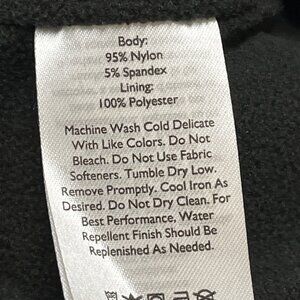 Body:
95% Nylon
5% Spandex
Lining:
100% Polyester
Machine Wash Cold Delicate
With Like Colors. Do Not
Bleach. Do Not Use Fabric
Softeners. Tumble Dry Low.
Remove Promptly. Cool Iron As
Desired. Do Not Dry Clean. For
Best Performance, Water
Repellent Finish Should Be
Replenished As Needed.